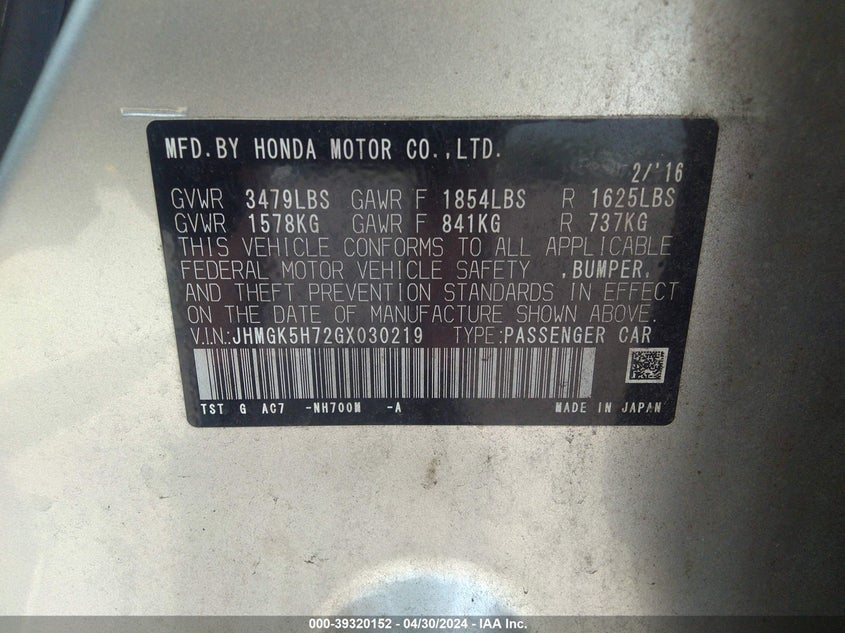 MFD.BY HONDA MOTOR CO.,LTD.
2/'16
GVWR 3479LBS GAWR F 1854LBS R 1625LBS
GVWR 1578KG GAWR F 841KG R 737KG
THIS VEHICLE CONFORMS TO ALL APPLICABLE
FEDERAL MOTOR VEHICLE SAFETY ,BUMPER,
AND THEFT PREVENTION STANDARDS IN EFFECT
ON THE DATE OF MANUFACTURE SHOWN ABOVE.
V.I.N.:JHMGK5H72GX030219 TYPE:PASSENGER CAR
TST G AC7 -NH700M -A MADE IN JAPAN
000-39320152 - 04/30/2024 - IAA Inc.